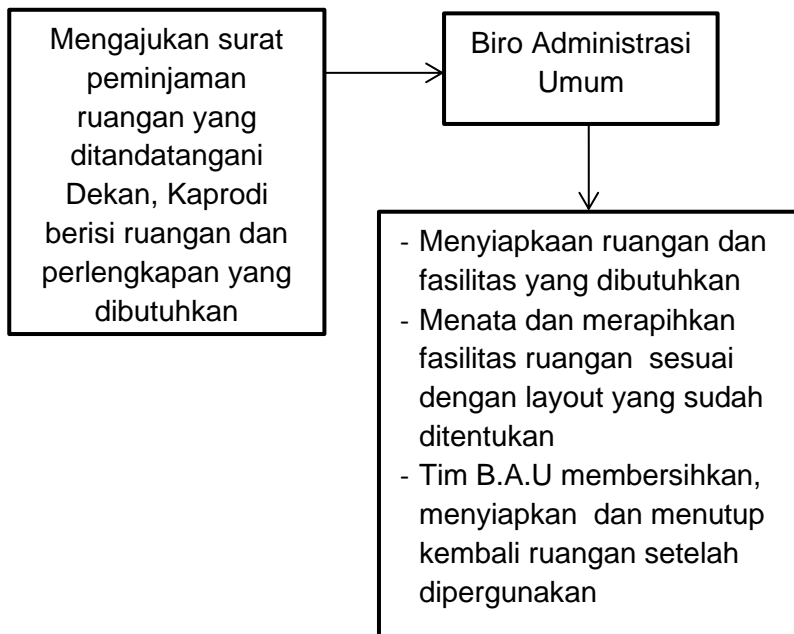 Mengajukan surat
peminjaman
ruangan yang
ditandatangani
Dekan, Kaprodi
berisi ruangan dan
perlengkapan yang
dibutuhkan
Biro Administrasi
Umum
- Menyiapkaan ruangan dan
fasilitas yang dibutuhkan
- Menata dan merapihkan
fasilitas ruangan  sesuai
dengan layout yang sudah
ditentukan
- Tim B.A.U membersihkan,
menyiapkan  dan menutup
kembali ruangan setelah
dipergunakan